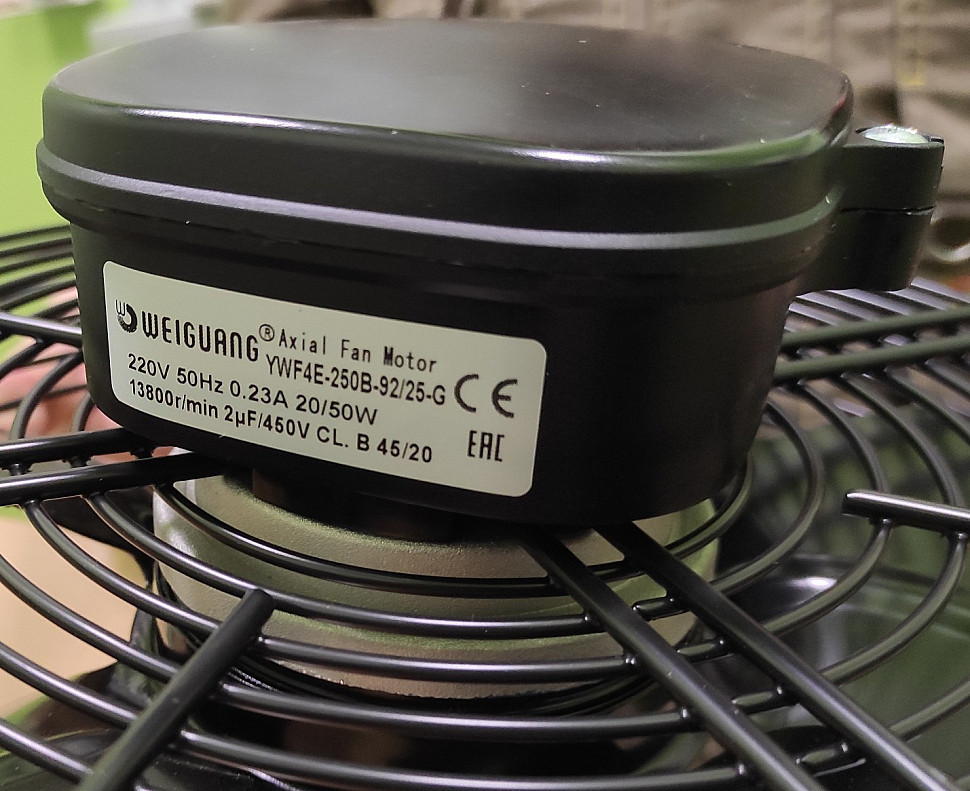 WEIGUANG® Axial Fan Motor
YWF4E-250B-92/25-G CE
220V 50Hz 0.23A 20/50W
13800r/min 2µF/450V CL. B 45/20 EAC